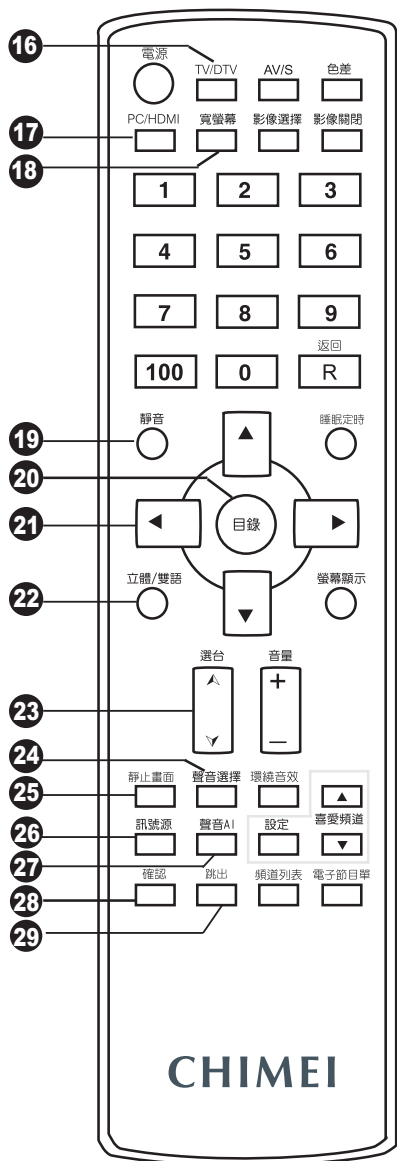 16
電源
TV/DTV AV/S 色差
17 PC/HDMI 寬螢幕 影像選擇 影像關閉
18
1 2 3
4 5 6
7 8 9
返回
100 0 R
19 靜音 睡眠定時
20
▲
21 ◄ 目錄 ►
22 立體/雙語 螢幕顯示
▼
選台 音量
+
23
−
24
靜止畫面 聲音選擇 環繞音效
25 ▲
26 訊號源 聲音AI 設定 喜愛頻道
27 ▼
28 確認 跳出 頻道列表 電子節目單
29
CHIMEI